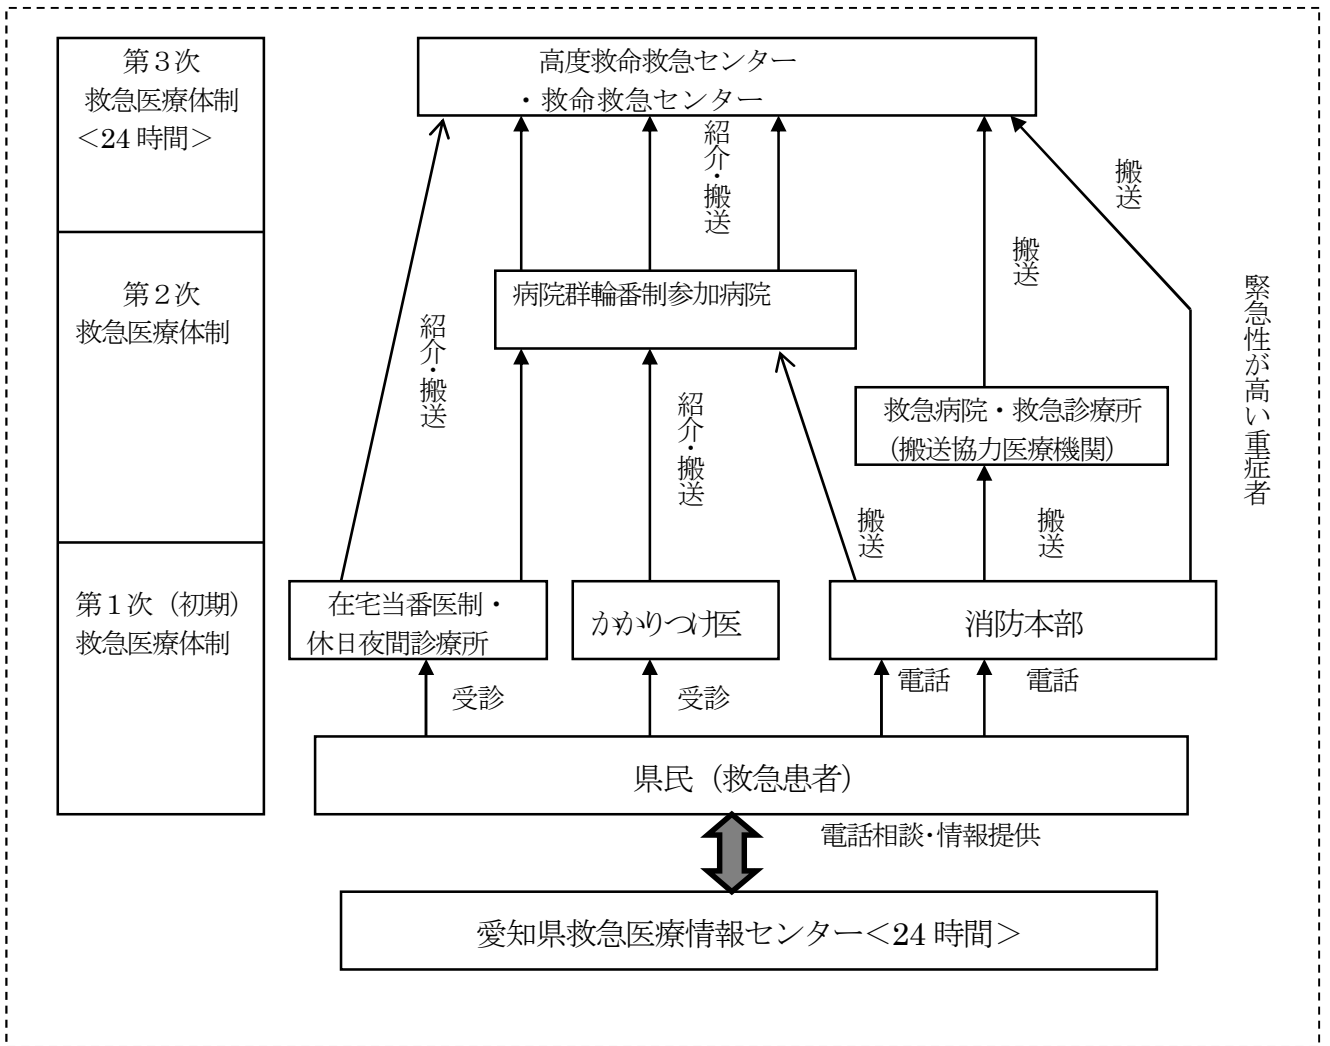 第３次
救急医療体制
＜24 時間＞
第２次
救急医療体制
第１次（初期）
救急医療体制
高度救命救急センター
・救命救急センター
紹介・搬送
搬送
搬送
病院群輪番制参加病院
紹介・搬送
紹介・搬送
救急病院・救急診療所
（搬送協力医療機関）
緊急性が高い重症者
搬送
搬送
在宅当番医制・
休日夜間診療所
かかりつけ医
消防本部
受診
受診
電話
電話
県民（救急患者）
電話相談・情報提供
愛知県救急医療情報センター＜24 時間＞